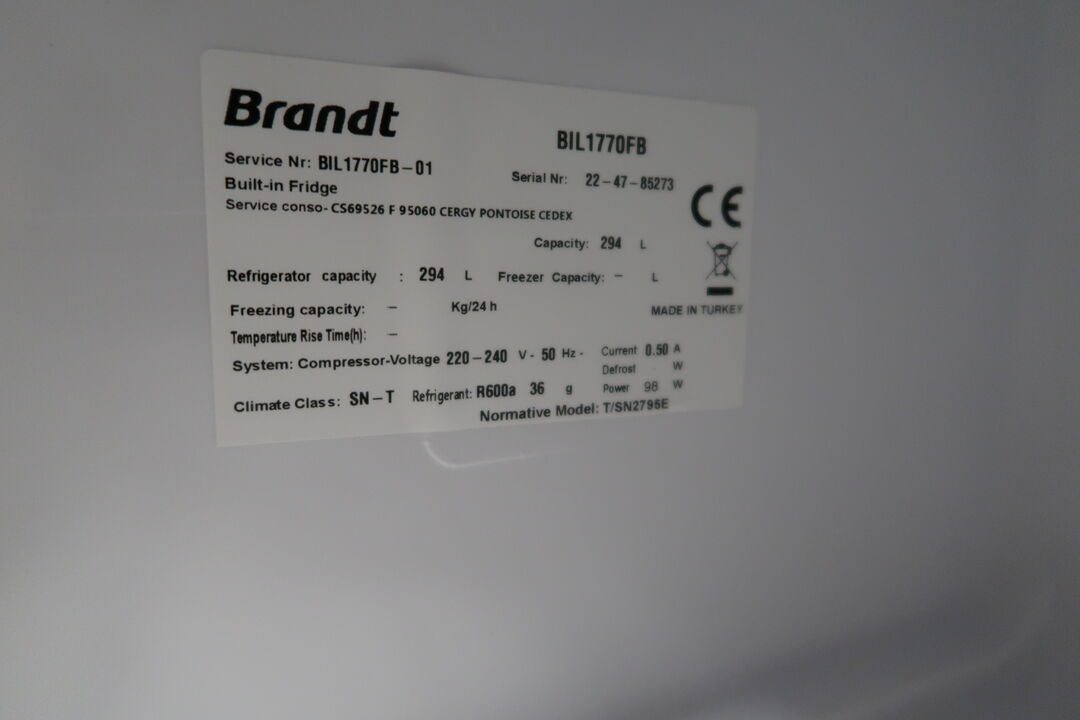 Brandt
BIL1770FB
Service Nr: BIL1770FB-01
Serial Nr: 22-47-85273
Built-in Fridge
Service conso- CS69526 F 95060 CERGY PONTOISE CEDEX
CE
Capacity: 294 L
Refrigerator capacity : 294 L Freezer Capacity: - L
Freezing capacity: - Kg/24 h
MADE IN TURKEY
Temperature Rise Time(h): -
System: Compressor-Voltage 220-240 V - 50 Hz - Current 0.50 A
Defrost W
Climate Class: SN-T Refrigerant: R600a 36 g Power 98 W
Normative Model: T/SN2795E